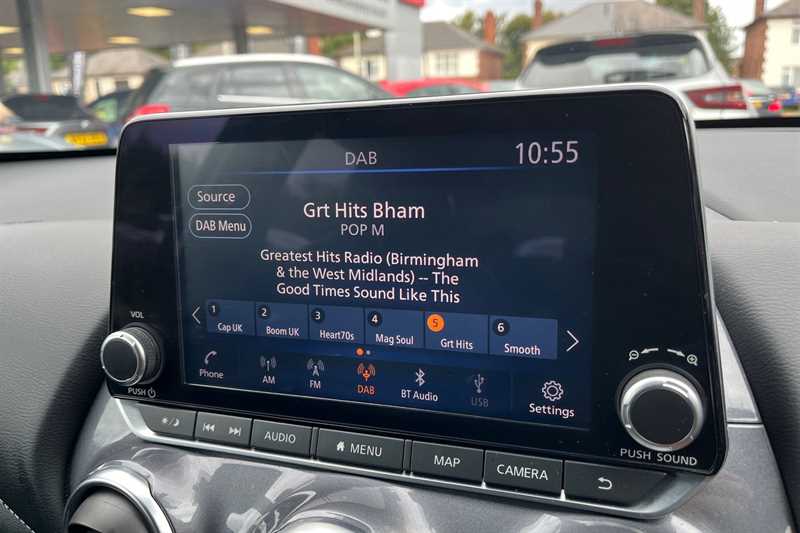 DAB
10:55
Source
DAB Menu
Grt Hits Bham
POP M
Greatest Hits Radio (Birmingham
& the West Midlands) -- The
Good Times Sound Like This
1 Cap UK
2 Boom UK
3 Heart70s
4 Mag Soul
5 Grt Hits
6 Smooth
Phone
AM
FM
DAB
BT Audio
USB
Settings
VOL
PUSH
PUSH SOUND
AUDIO
MENU
MAP
CAMERA